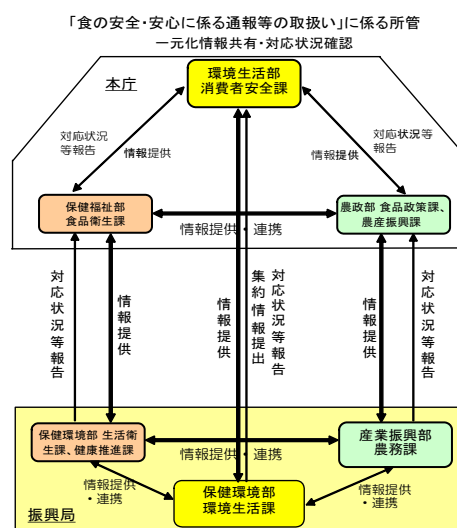 「食の安全・安心に係る通報等の取扱い」に係る所管
一元化情報共有・対応状況確認
本庁
環境生活部
消費者安全課
対応状況
等報告
情報提供
対応状況等
報告
情報提供
保健福祉部
食品衛生課
農政部 食品政策課、
農産振興課
情報提供・連携
対応状況等報告
情報提供
情報提供
集約情報提出
対応状況等報告
情報提供
対応状況等報告
保健環境部 生活衛
生課、健康推進課
産業振興部
農務課
情報提供・連携
保健環境部
環境生活課
情報提供
・連携
情報提供
・連携
振興局